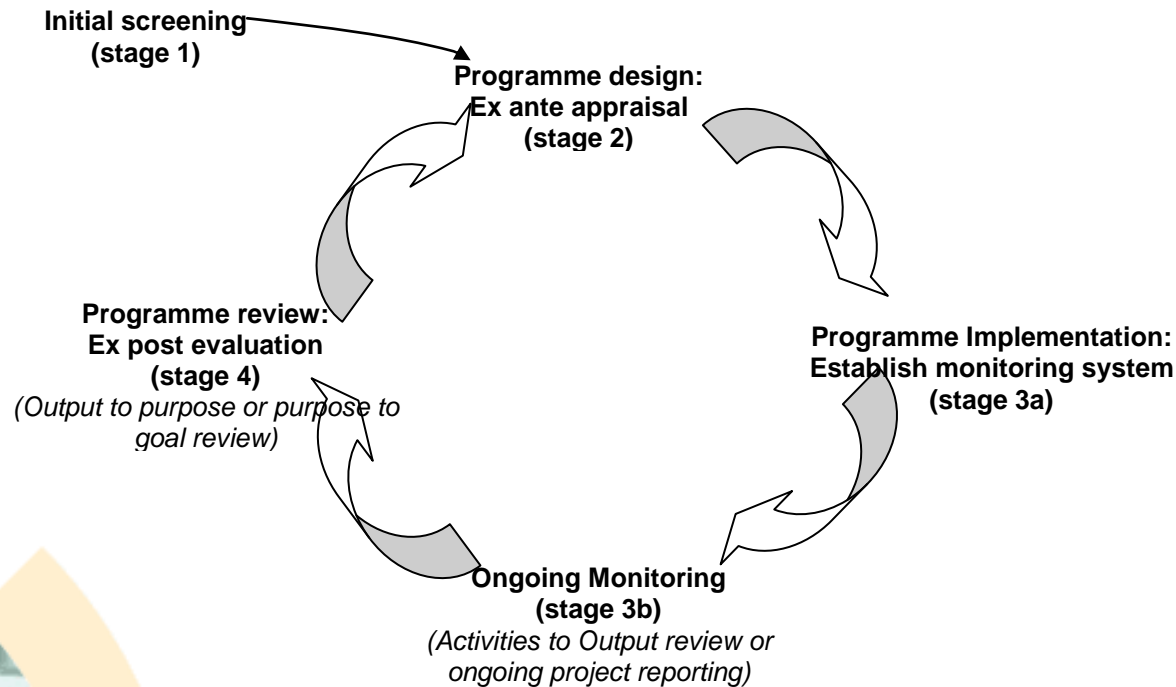 Initial screening
(stage 1)
Programme design:
Ex ante appraisal
(stage 2)
Programme Implementation:
Establish monitoring system
(stage 3a)
Ongoing Monitoring
(stage 3b)
(Activities to Output review or
ongoing project reporting)
Programme review:
Ex post evaluation
(stage 4)
(Output to purpose or purpose to
goal review)